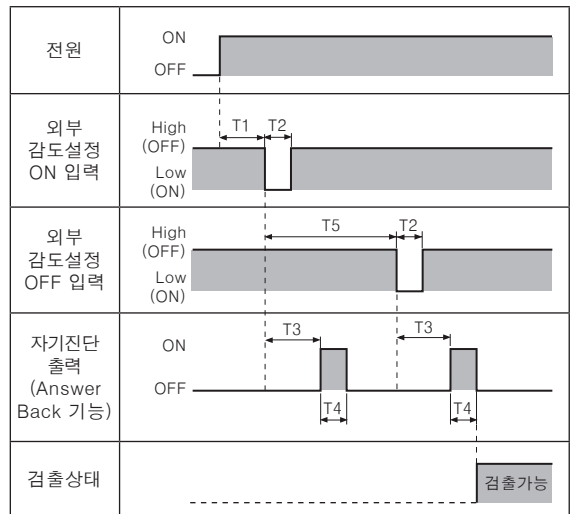 전원
ON
OFF
외부
감도설정
ON 입력
High
(OFF)
Low
(ON)
T1
T2
외부
감도설정
OFF 입력
High
(OFF)
Low
(ON)
T5
T2
자기진단
출력
(Answer
Back 기능)
ON
OFF
T3
T3
T4
T4
검출상태
검출가능